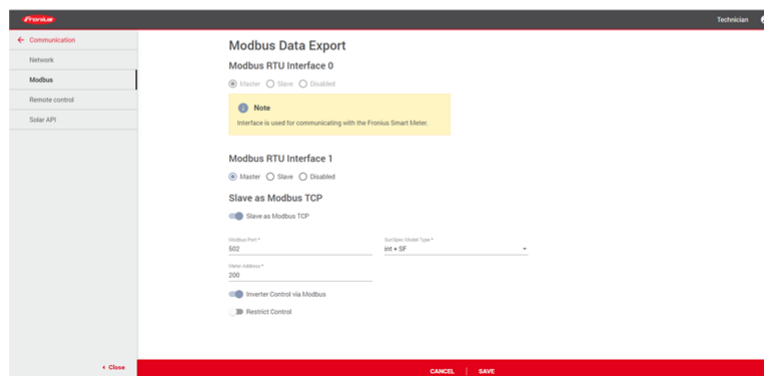 Fronius
Technician
Communication
Network
Modbus
Remote control
Solar API
Modbus Data Export
Modbus RTU Interface 0
Master Slave Disabled
Note
Interface is used for communicating with the Fronius Smart Meter.
Modbus RTU Interface 1
Master Slave Disabled
Slave as Modbus TCP
Slave as Modbus TCP
Modbus Port * SunSpec Model Type *
502 int + SF
Meter Address *
200
Inverter Control via Modbus
Restrict Control
Close
CANCEL SAVE